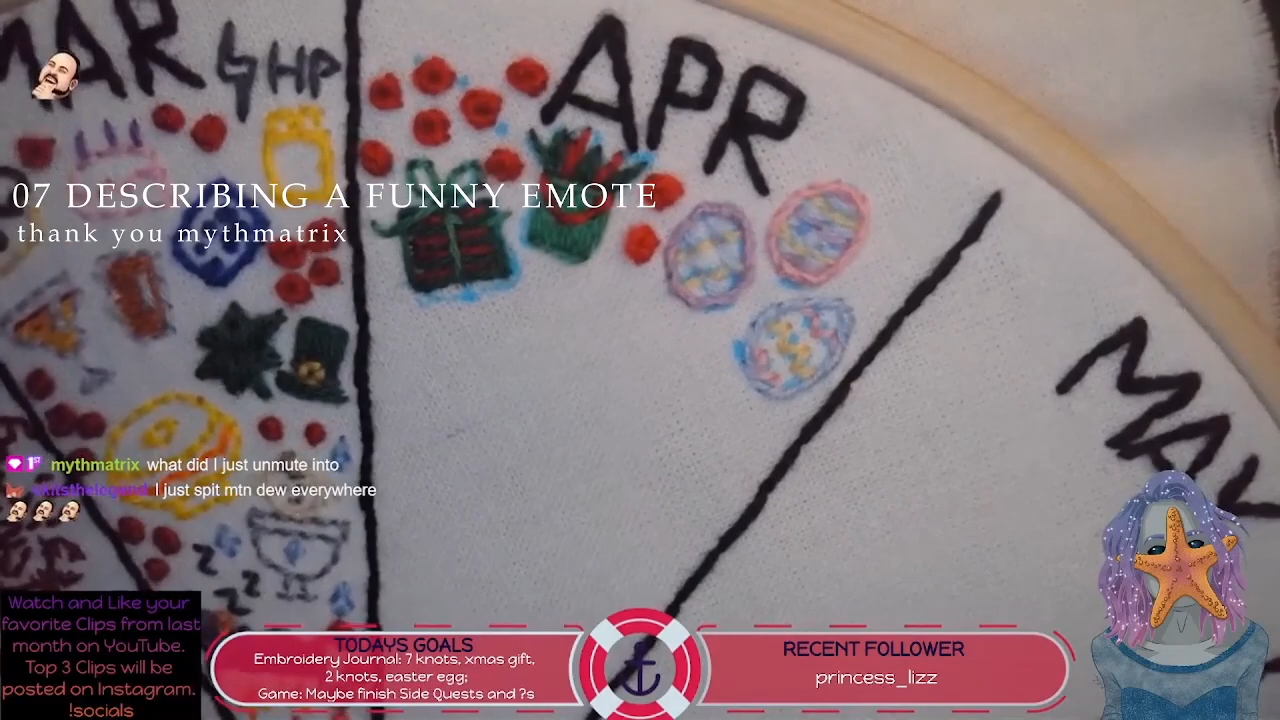 MAR
HP
APR
MAY
07 DESCRIBING A FUNNY EMOTE
thank you mythmatrix
mythmatrix what did I just unmute into
I just spit mtn dew everywhere
z
z
z
Watch and Like your
favorite Clips from last
month on YouTube.
Top 3 Clips will be
posted on Instagram.
!socials
TODAYS GOALS
Embroidery Journal: 7 knots, xmas gift,
2 knots, easter egg;
Game: Maybe finish Side Quests and ?s
RECENT FOLLOWER
princess_lizz